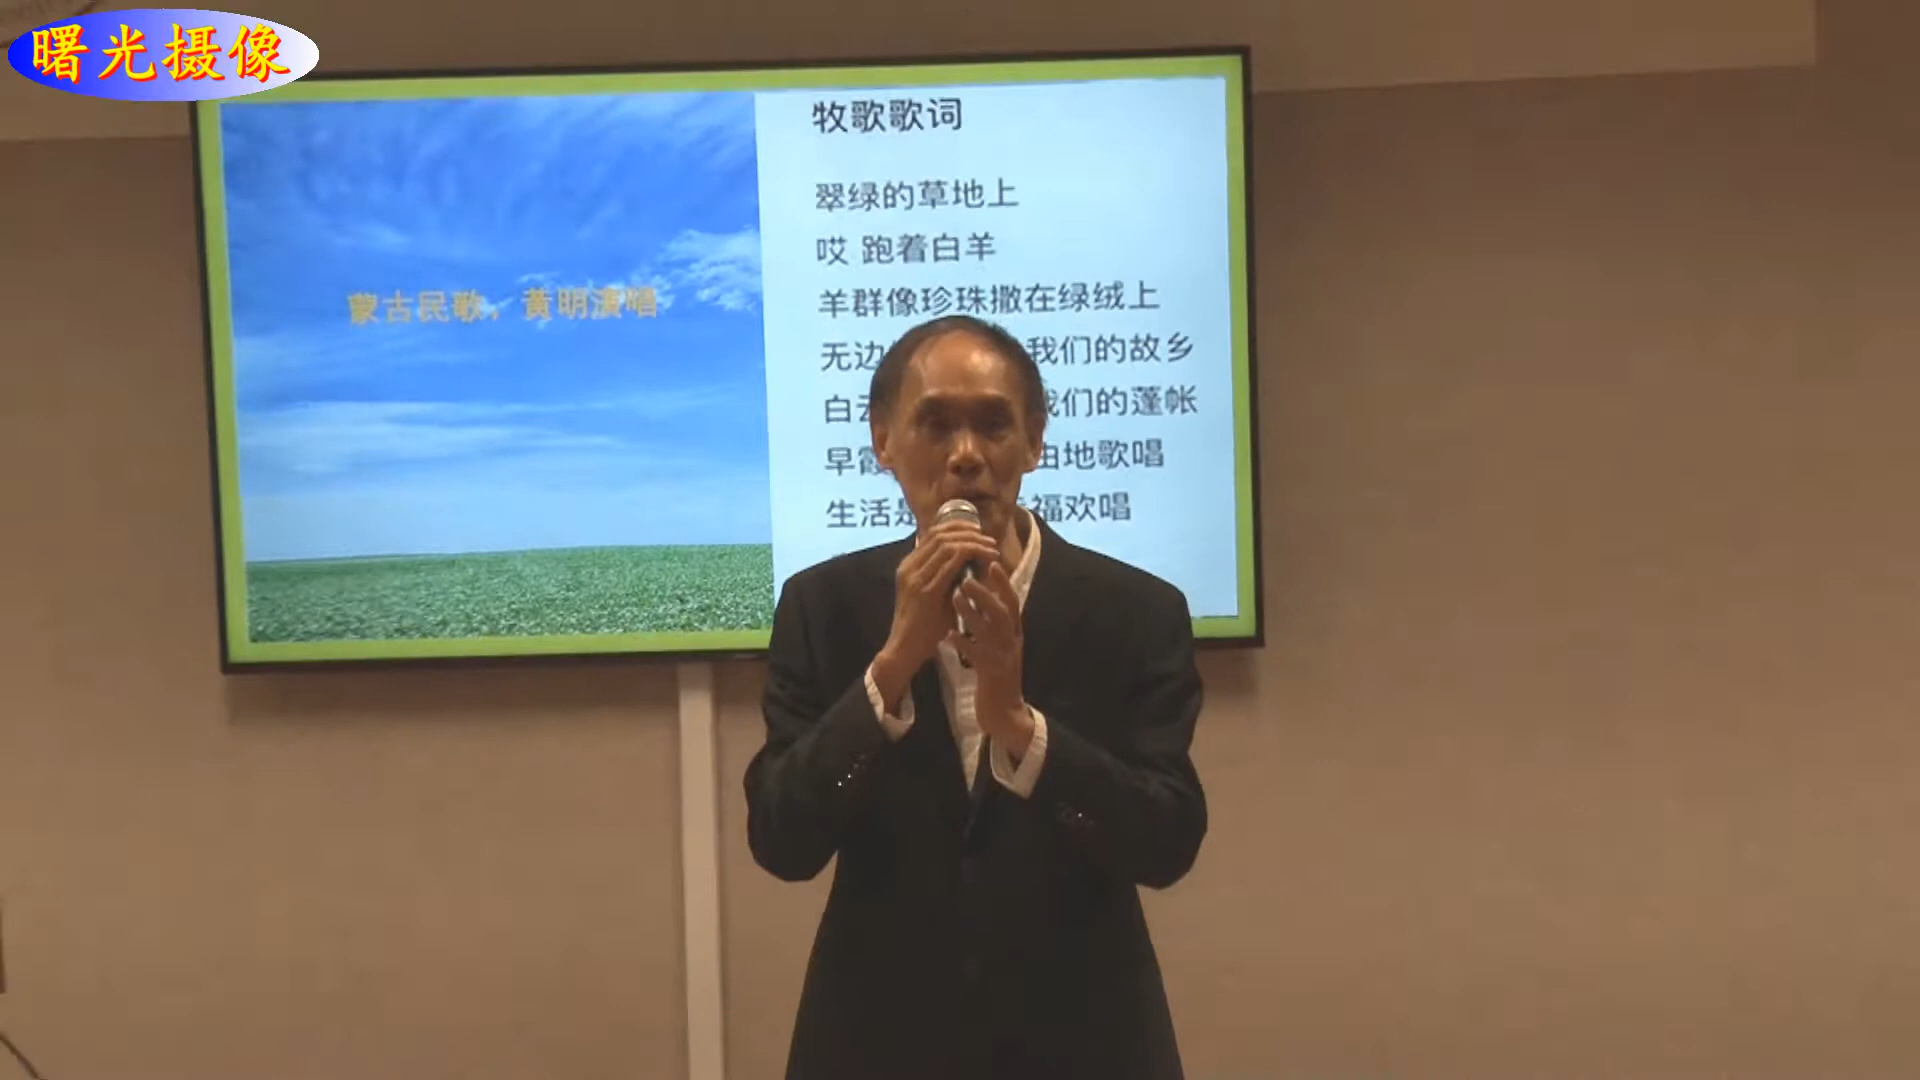 曙光摄像
蒙古民歌，黄明演唱
牧歌歌词
翠绿的草地上
哎 跑着白羊
羊群像珍珠撒在绿绒上
无边 我们的故乡
白云 我们的蓬帐
早霞 由地歌唱
生活是 福欢唱